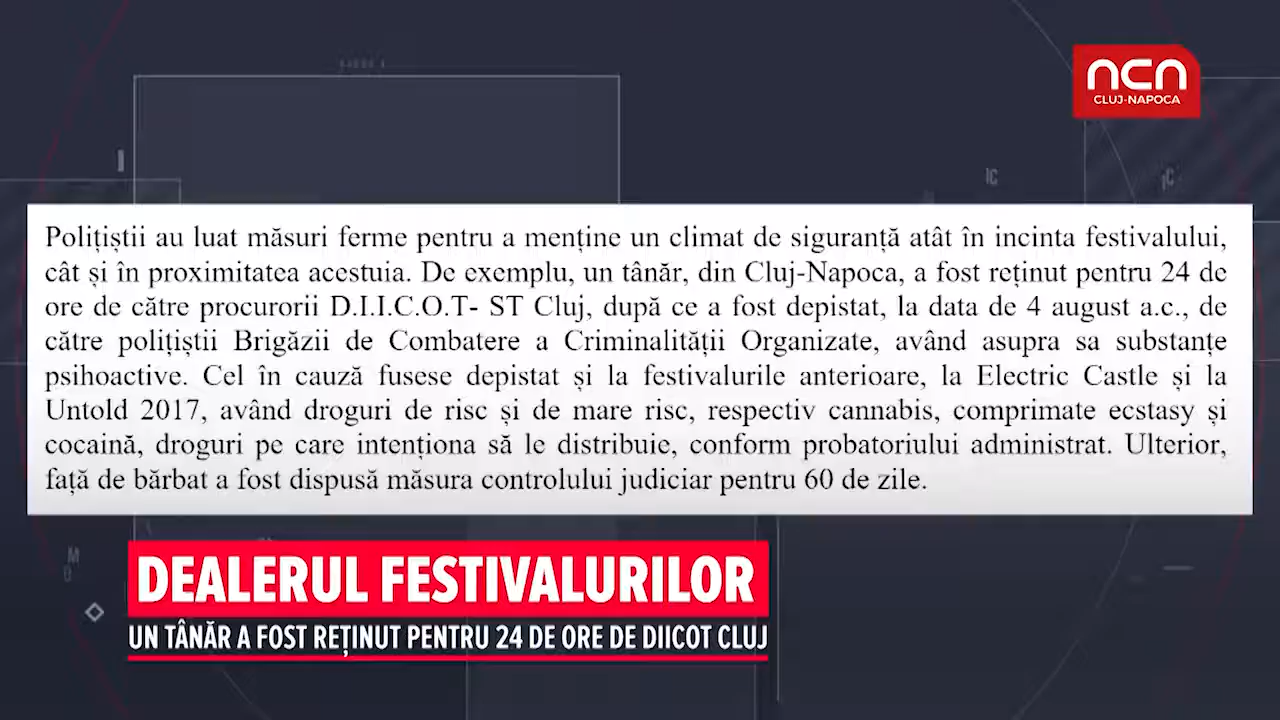 ncn
CLUJ-NAPOCA
Polițiștii au luat măsuri ferme pentru a menține un climat de siguranță atât în incinta festivalului,
cât și în proximitatea acestuia. De exemplu, un tânăr, din Cluj-Napoca, a fost reținut pentru 24 de
ore de către procurorii D.I.I.C.O.T- ST Cluj, după ce a fost depistat, la data de 4 august a.c., de
către polițiștii Brigăzii de Combatere a Criminalității Organizate, având asupra sa substanțe
psihoactive. Cel în cauză fusese depistat și la festivalurile anterioare, la Electric Castle și la
Untold 2017, având droguri de risc și de mare risc, respectiv cannabis, comprimate ecstasy și
cocaină, droguri pe care intenționa să le distribuie, conform probatoriului administrat. Ulterior,
față de bărbat a fost dispusă măsura controlului judiciar pentru 60 de zile.
DEALERUL FESTIVALURILOR
UN TÂNĂR A FOST REȚINUT PENTRU 24 DE ORE DE DIICOT CLUJ